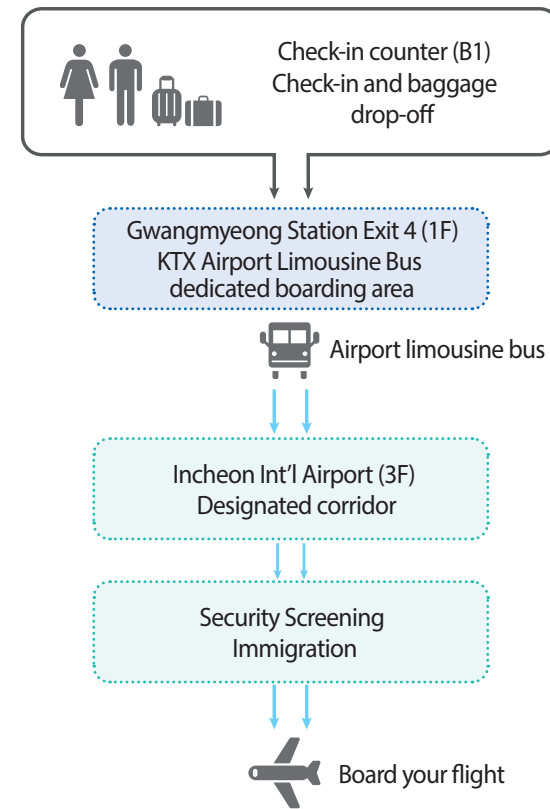 Check-in counter (B1)
Check-in and baggage
drop-off
Gwangmyeong Station Exit 4 (1F)
KTX Airport Limousine Bus
dedicated boarding area
Airport limousine bus
Incheon Int'l Airport (3F)
Designated corridor
Security Screening
Immigration
Board your flight